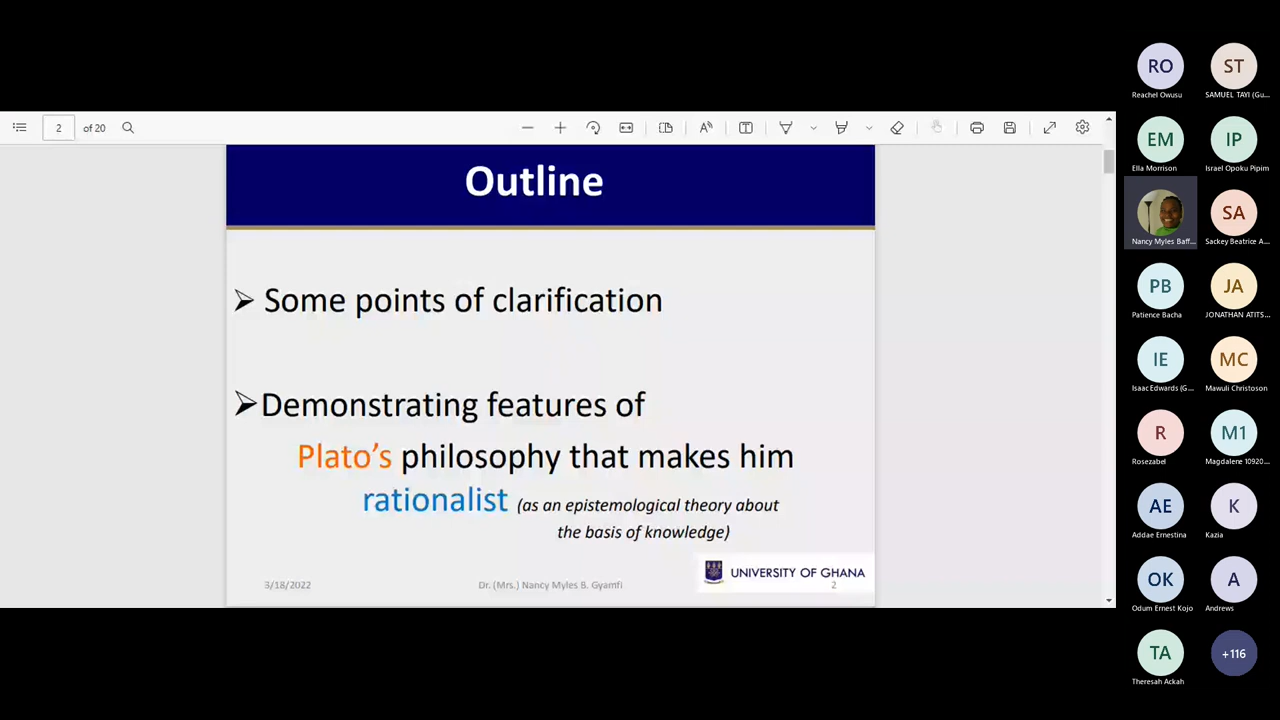 2 of 20
Outline
➢ Some points of clarification
➢Demonstrating features of
Plato's philosophy that makes him
rationalist (as an epistemological theory about
the basis of knowledge)
3/18/2022
Dr. (Mrs.) Nancy Myles B. Gyamfi
UNIVERSITY OF GHANA
2
RO
Reachel Owusu
ST
SAMUEL TAYI (Gu...
EM
Ella Morrison
IP
Israel Opoku Pipim
Nancy Myles Baff...
SA
Sackey Beatrice A...
PB
Patience Bacha
JA
JONATHAN ATITS...
IE
Isaac Edwards (G...
MC
Mawuli Christoson
R
Rosezabel
M1
Magdalene 10920...
AE
Addae Ernestina
K
Kazia
OK
Odum Ernest Kojo
A
Andrews
TA
Theresah Ackah
+116